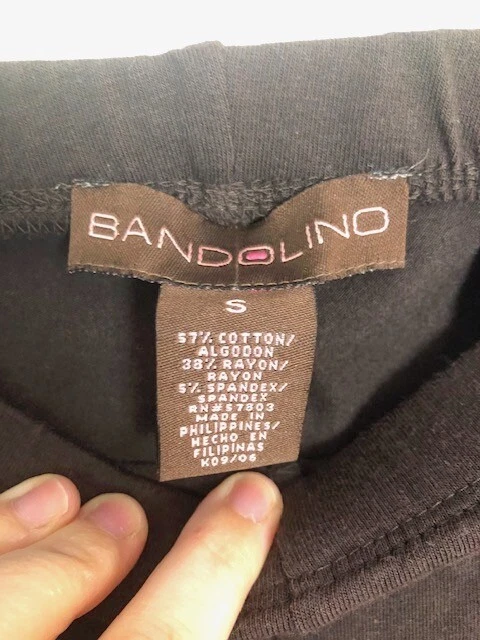 BANDOLINO
S
57% COTTON/
ALGODON
38% RAYON/
RAYON
5% SPANDEX/
SPANDEX
RN#57803
MADE IN
PHILIPPINES/
HECHO EN
FILIPINAS
K09/06